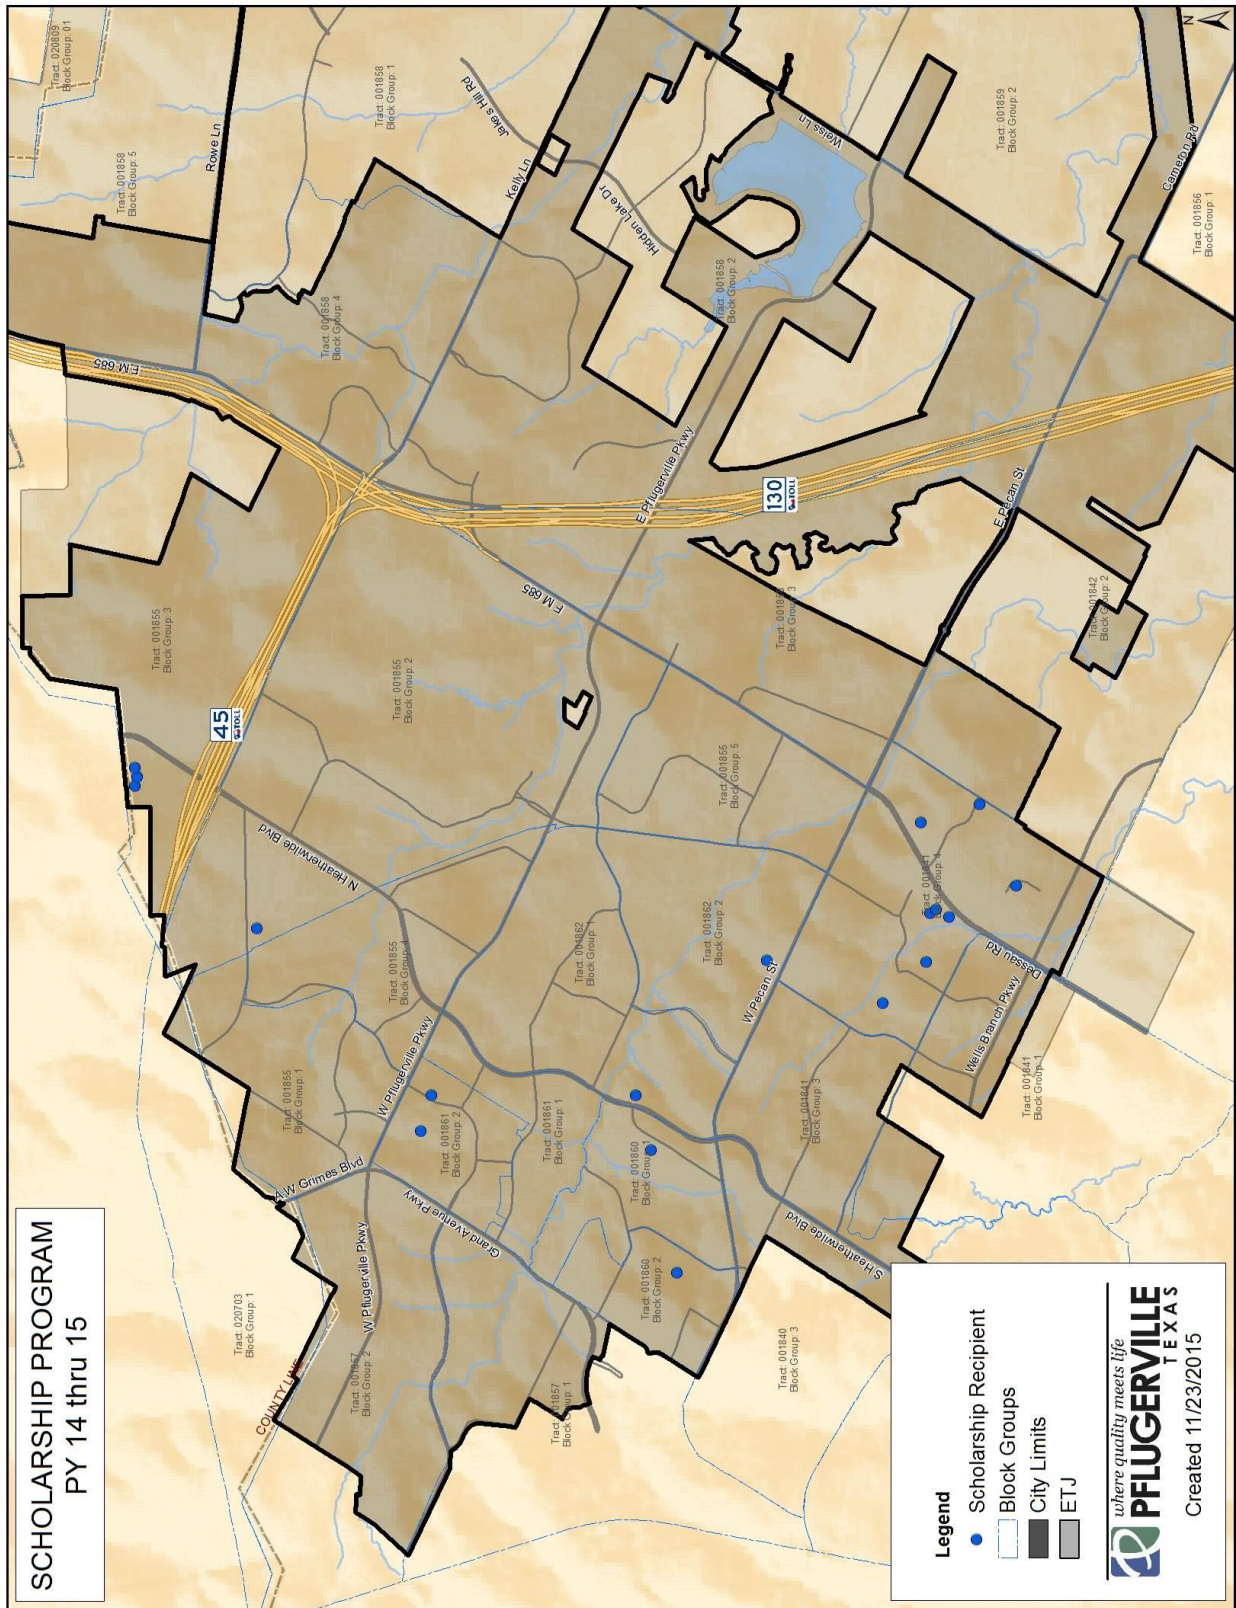 SCHOLARSHIP PROGRAM
PY 14 thru 15
Tract: 020703
Block Group: 1
COUNTY LINE
Tract: 001857
Block Group: 2
W Pflugerville Pkwy
A W Grimes Blvd
Tract: 001855
Block Group: 1
Grand Avenue Pkwy
W Pflugerville Pkwy
Tract: 001861
Block Group: 2
Tract: 001861
Block Group: 1
Tract: 001857
Block Group: 1
Tract: 001860
Block Group: 2
Tract: 001860
Block Group: 1
Tract: 001840
Block Group: 3
S Heatherwilde Blvd
Tract: 001841
Block Group: 3
Tract: 001841
Block Group: 1
Wells Branch Pkwy
Dessau Rd
Tract: 001841
Block Group: 4
W Pecan St
Tract: 001862
Block Group: 2
Tract: 001862
Block Group: 1
Tract: 001855
Block Group: 4
N Heatherwilde Blvd
45
TOLL
Tract: 001855
Block Group: 3
Tract: 001855
Block Group: 2
Tract: 001855
Block Group: 5
F M 685
Block Group: 3
Tract: 001842
Block Group: 2
E Pecan St
130
TOLL
E Pflugerville Pkwy
F M 685
Tract: 001858
Block Group: 4
Tract: 001858
Block Group: 2
Hidden Lake Dr
Kelly Ln
Jakes Hill Rd
Rowe Ln
Tract: 001858
Block Group: 5
Tract: 001858
Block Group: 1
Tract: 020809
Block Group: 01
Weiss Ln
Tract: 001859
Block Group: 2
Cameron Rd
Tract: 001856
Block Group: 1
N
Legend
Scholarship Recipient
Block Groups
City Limits
ETJ
where quality meets life
PFLUGERVILLE
TEXAS
Created 11/23/2015